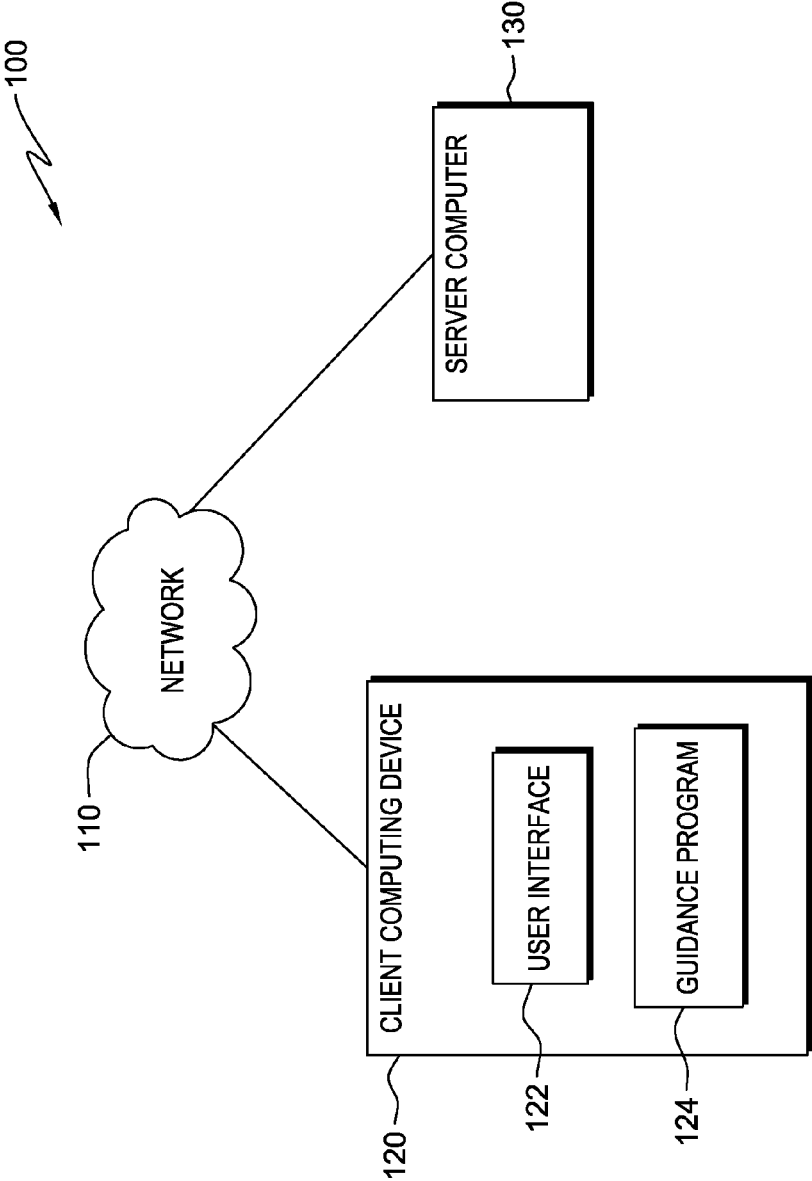 100
NETWORK
110
CLIENT COMPUTING DEVICE
120
USER INTERFACE
122
GUIDANCE PROGRAM
124
SERVER COMPUTER
130